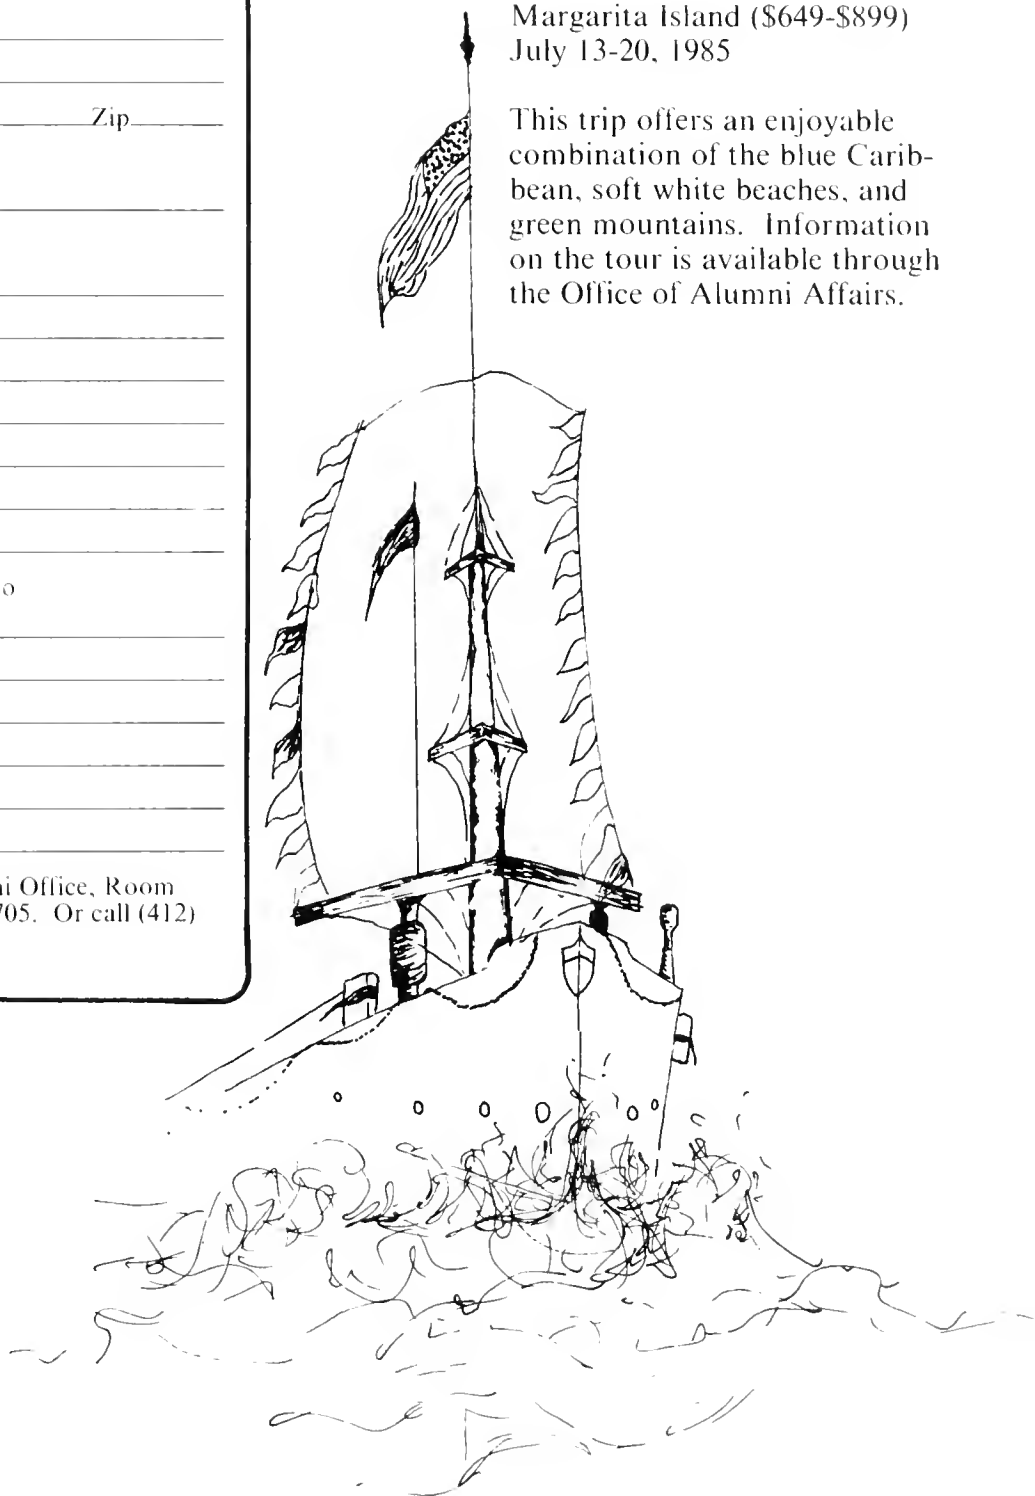 Zip
o
Office, Room
705. Or call (412)
Margarita Island ($649-$899)
July 13-20, 1985
This trip offers an enjoyable
combination of the blue Carib-
bean, soft white beaches, and
green mountains. Information
on the tour is available through
the Office of Alumni Affairs.